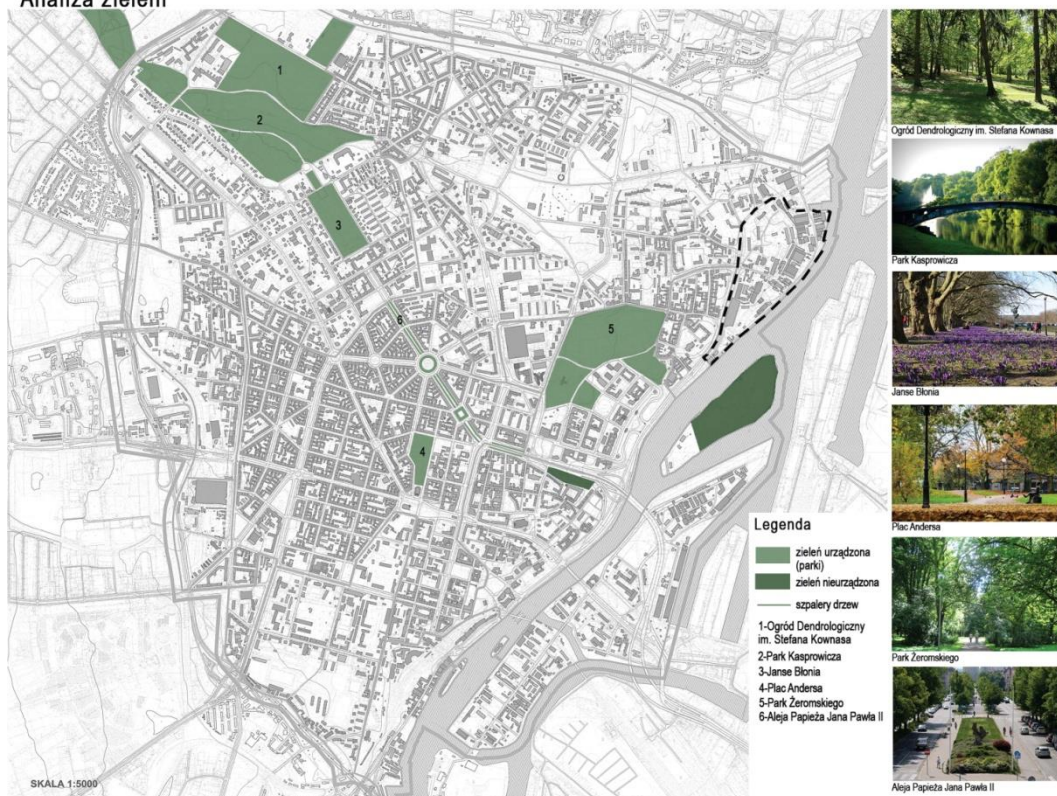 Analiza zieleni
1
2
3
6
5
4
SKALA 1:5000
Legenda
zieleń urządzona
(parki)
zieleń nieurządzona
szpalery drzew
1-Ogród Dendrologiczny
im. Stefana Kownasa
2-Park Kasprowicza
3-Janse Błonia
4-Plac Andersa
5-Park Żeromskiego
6-Aleja Papieża Jana Pawła II
Ogród Dendrologiczny im. Stefana Kownasa
Park Kasprowicza
Janse Błonia
Plac Andersa
Park Żeromskiego
Aleja Papieża Jana Pawła II